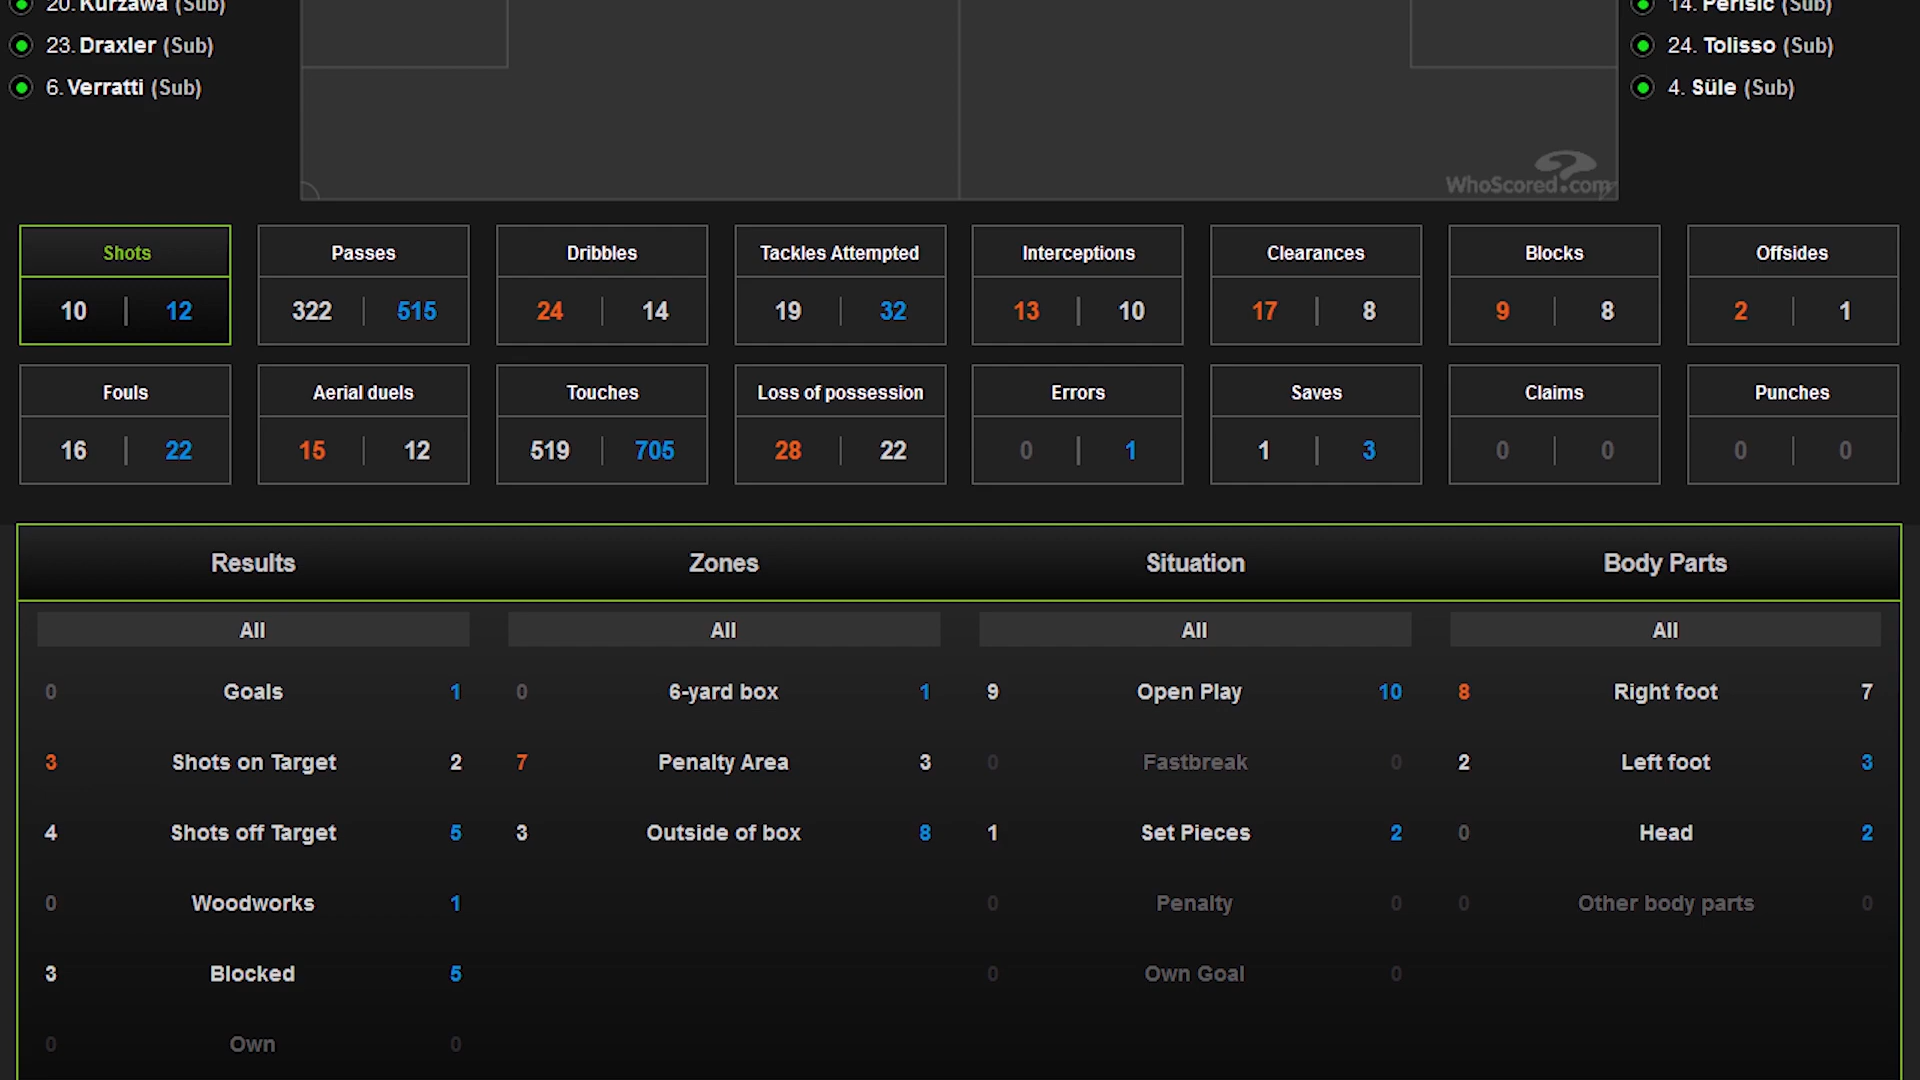 20. Kurzawa (Sub)
14. Perisic (Sub)
23. Draxler (Sub)
24. Tolisso (Sub)
6. Verratti (Sub)
4. Süle (Sub)
WhoScored.com
Shots
Passes
Dribbles
Tackles Attempted
Interceptions
Clearances
Blocks
Offsides
10 | 12
322 | 515
24 | 14
19 | 32
13 | 10
17 | 8
9 | 8
2 | 1
Fouls
Aerial duels
Touches
Loss of possession
Errors
Saves
Claims
Punches
16 | 22
15 | 12
519 | 705
28 | 22
0 | 1
1 | 3
0 | 0
0 | 0
Results
Zones
Situation
Body Parts
All
All
All
All
0 Goals 1
0 6-yard box 1
9 Open Play 10
8 Right foot 7
3 Shots on Target 2
7 Penalty Area 3
0 Fastbreak 0
2 Left foot 3
4 Shots off Target 5
3 Outside of box 8
1 Set Pieces 2
0 Head 2
0 Woodworks 1
0 Penalty 0
0 Other body parts 0
3 Blocked 5
0 Own Goal 0
0 Own 0